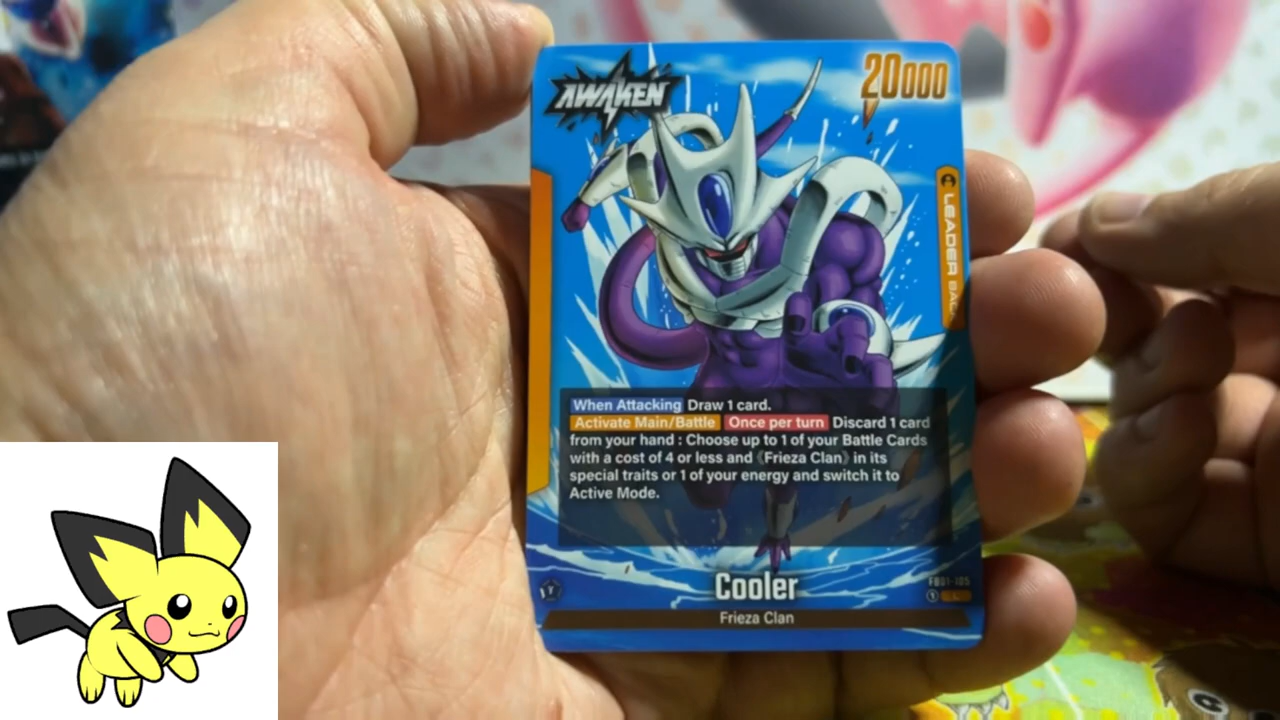 AWAKEN
20000
LEADER BAC
When Attacking Draw 1 card.
Activate Main/Battle Once per turn Discard 1 card
from your hand : Choose up to 1 of your Battle Cards
with a cost of 4 or less and 《Frieza Clan》 in its
special traits or 1 of your energy and switch it to
Active Mode.
Cooler
FB01-105
Frieza Clan